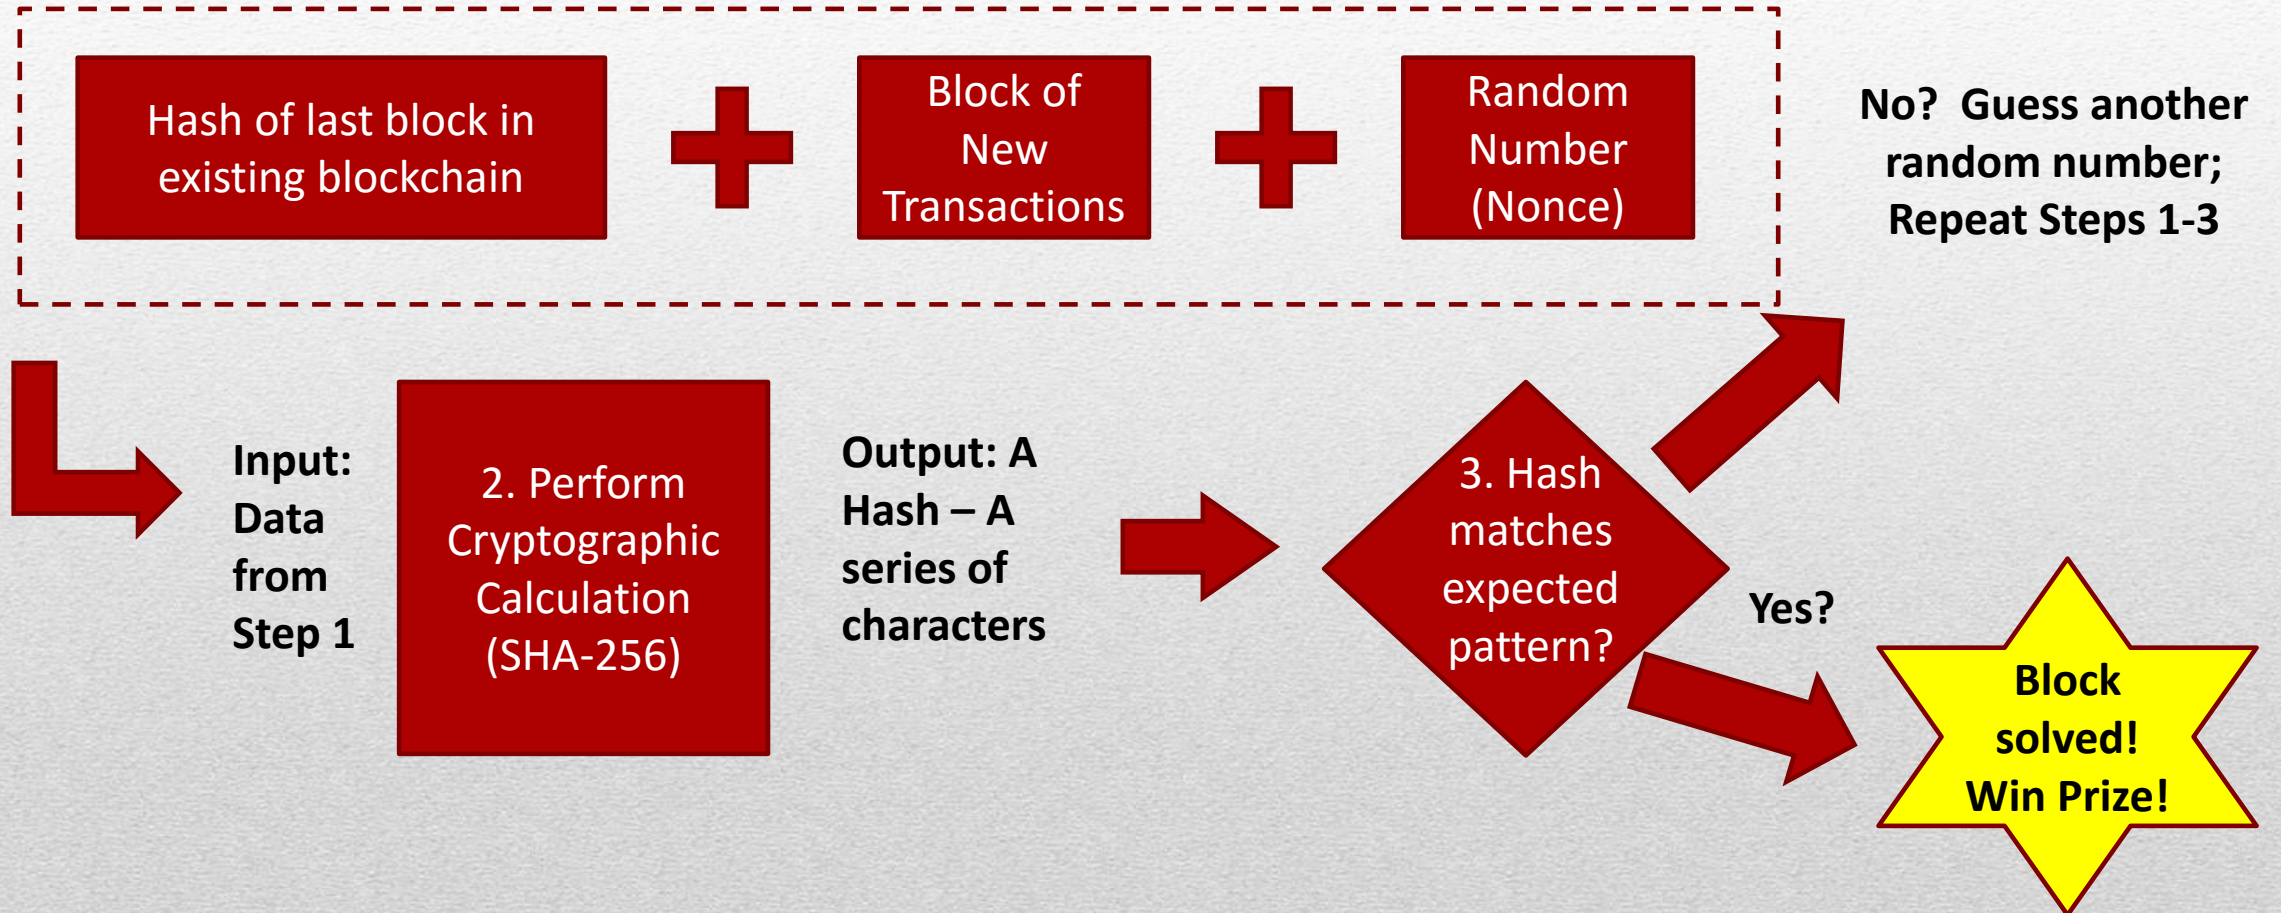 Hash of last block in
existing blockchain
Block of
New
Transactions
Random
Number
(Nonce)
No?  Guess another
random number;
Repeat Steps 1-3
Input:
Data
from
Step 1
2. Perform
Cryptographic
Calculation
(SHA-256)
Output: A
Hash – A
series of
characters
3. Hash
matches
expected
pattern?
Yes?
Block
solved!
Win Prize!